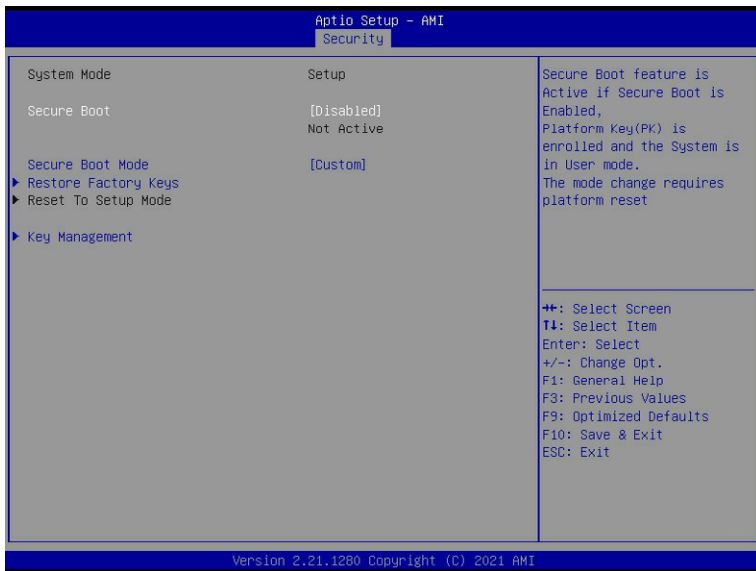 Aptio Setup - AMI
Security
System Mode Setup
Secure Boot [Disabled]
Not Active
Secure Boot Mode [Custom]
Restore Factory Keys
Reset To Setup Mode
Key Management
Secure Boot feature is
Active if Secure Boot is
Enabled,
Platform Key(PK) is
enrolled and the System is
in User mode.
The mode change requires
platform reset
→←: Select Screen
↑↓: Select Item
Enter: Select
+/-: Change Opt.
F1: General Help
F3: Previous Values
F9: Optimized Defaults
F10: Save & Exit
ESC: Exit
Version 2.21.1280 Copyright (C) 2021 AMI